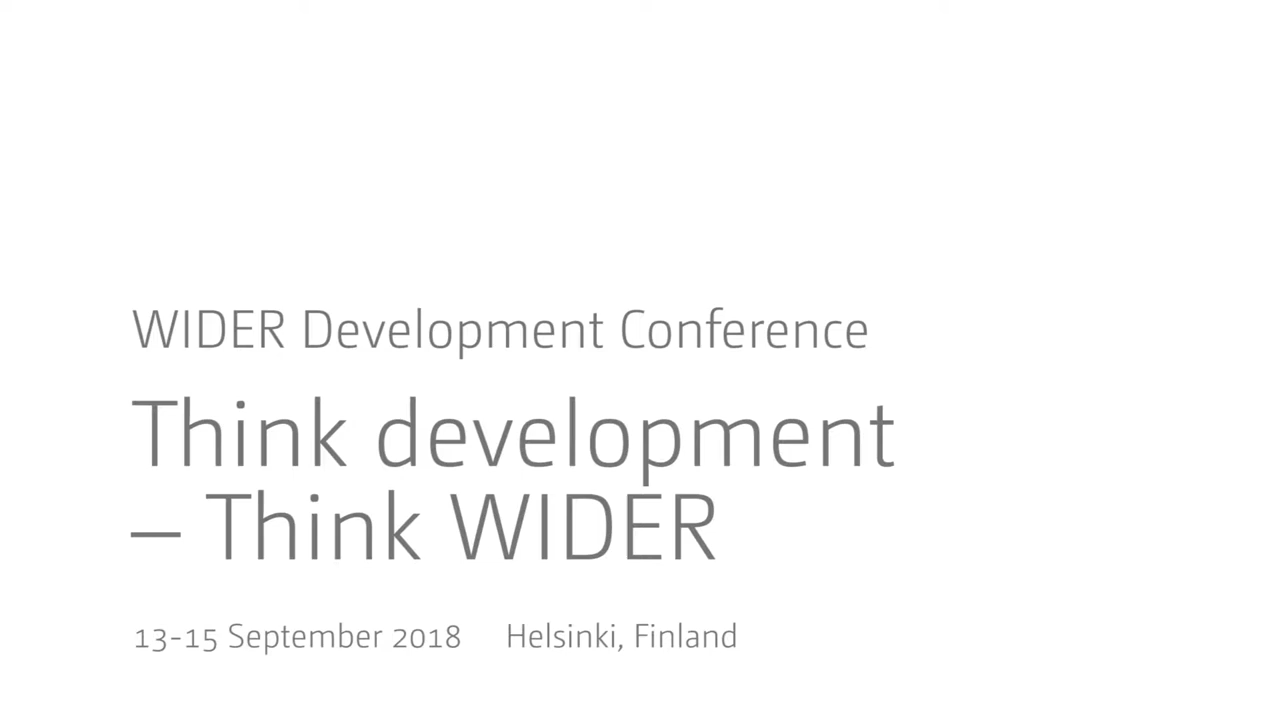 WIDER Development Conference
Think development
– Think WIDER
13-15 September 2018 Helsinki, Finland